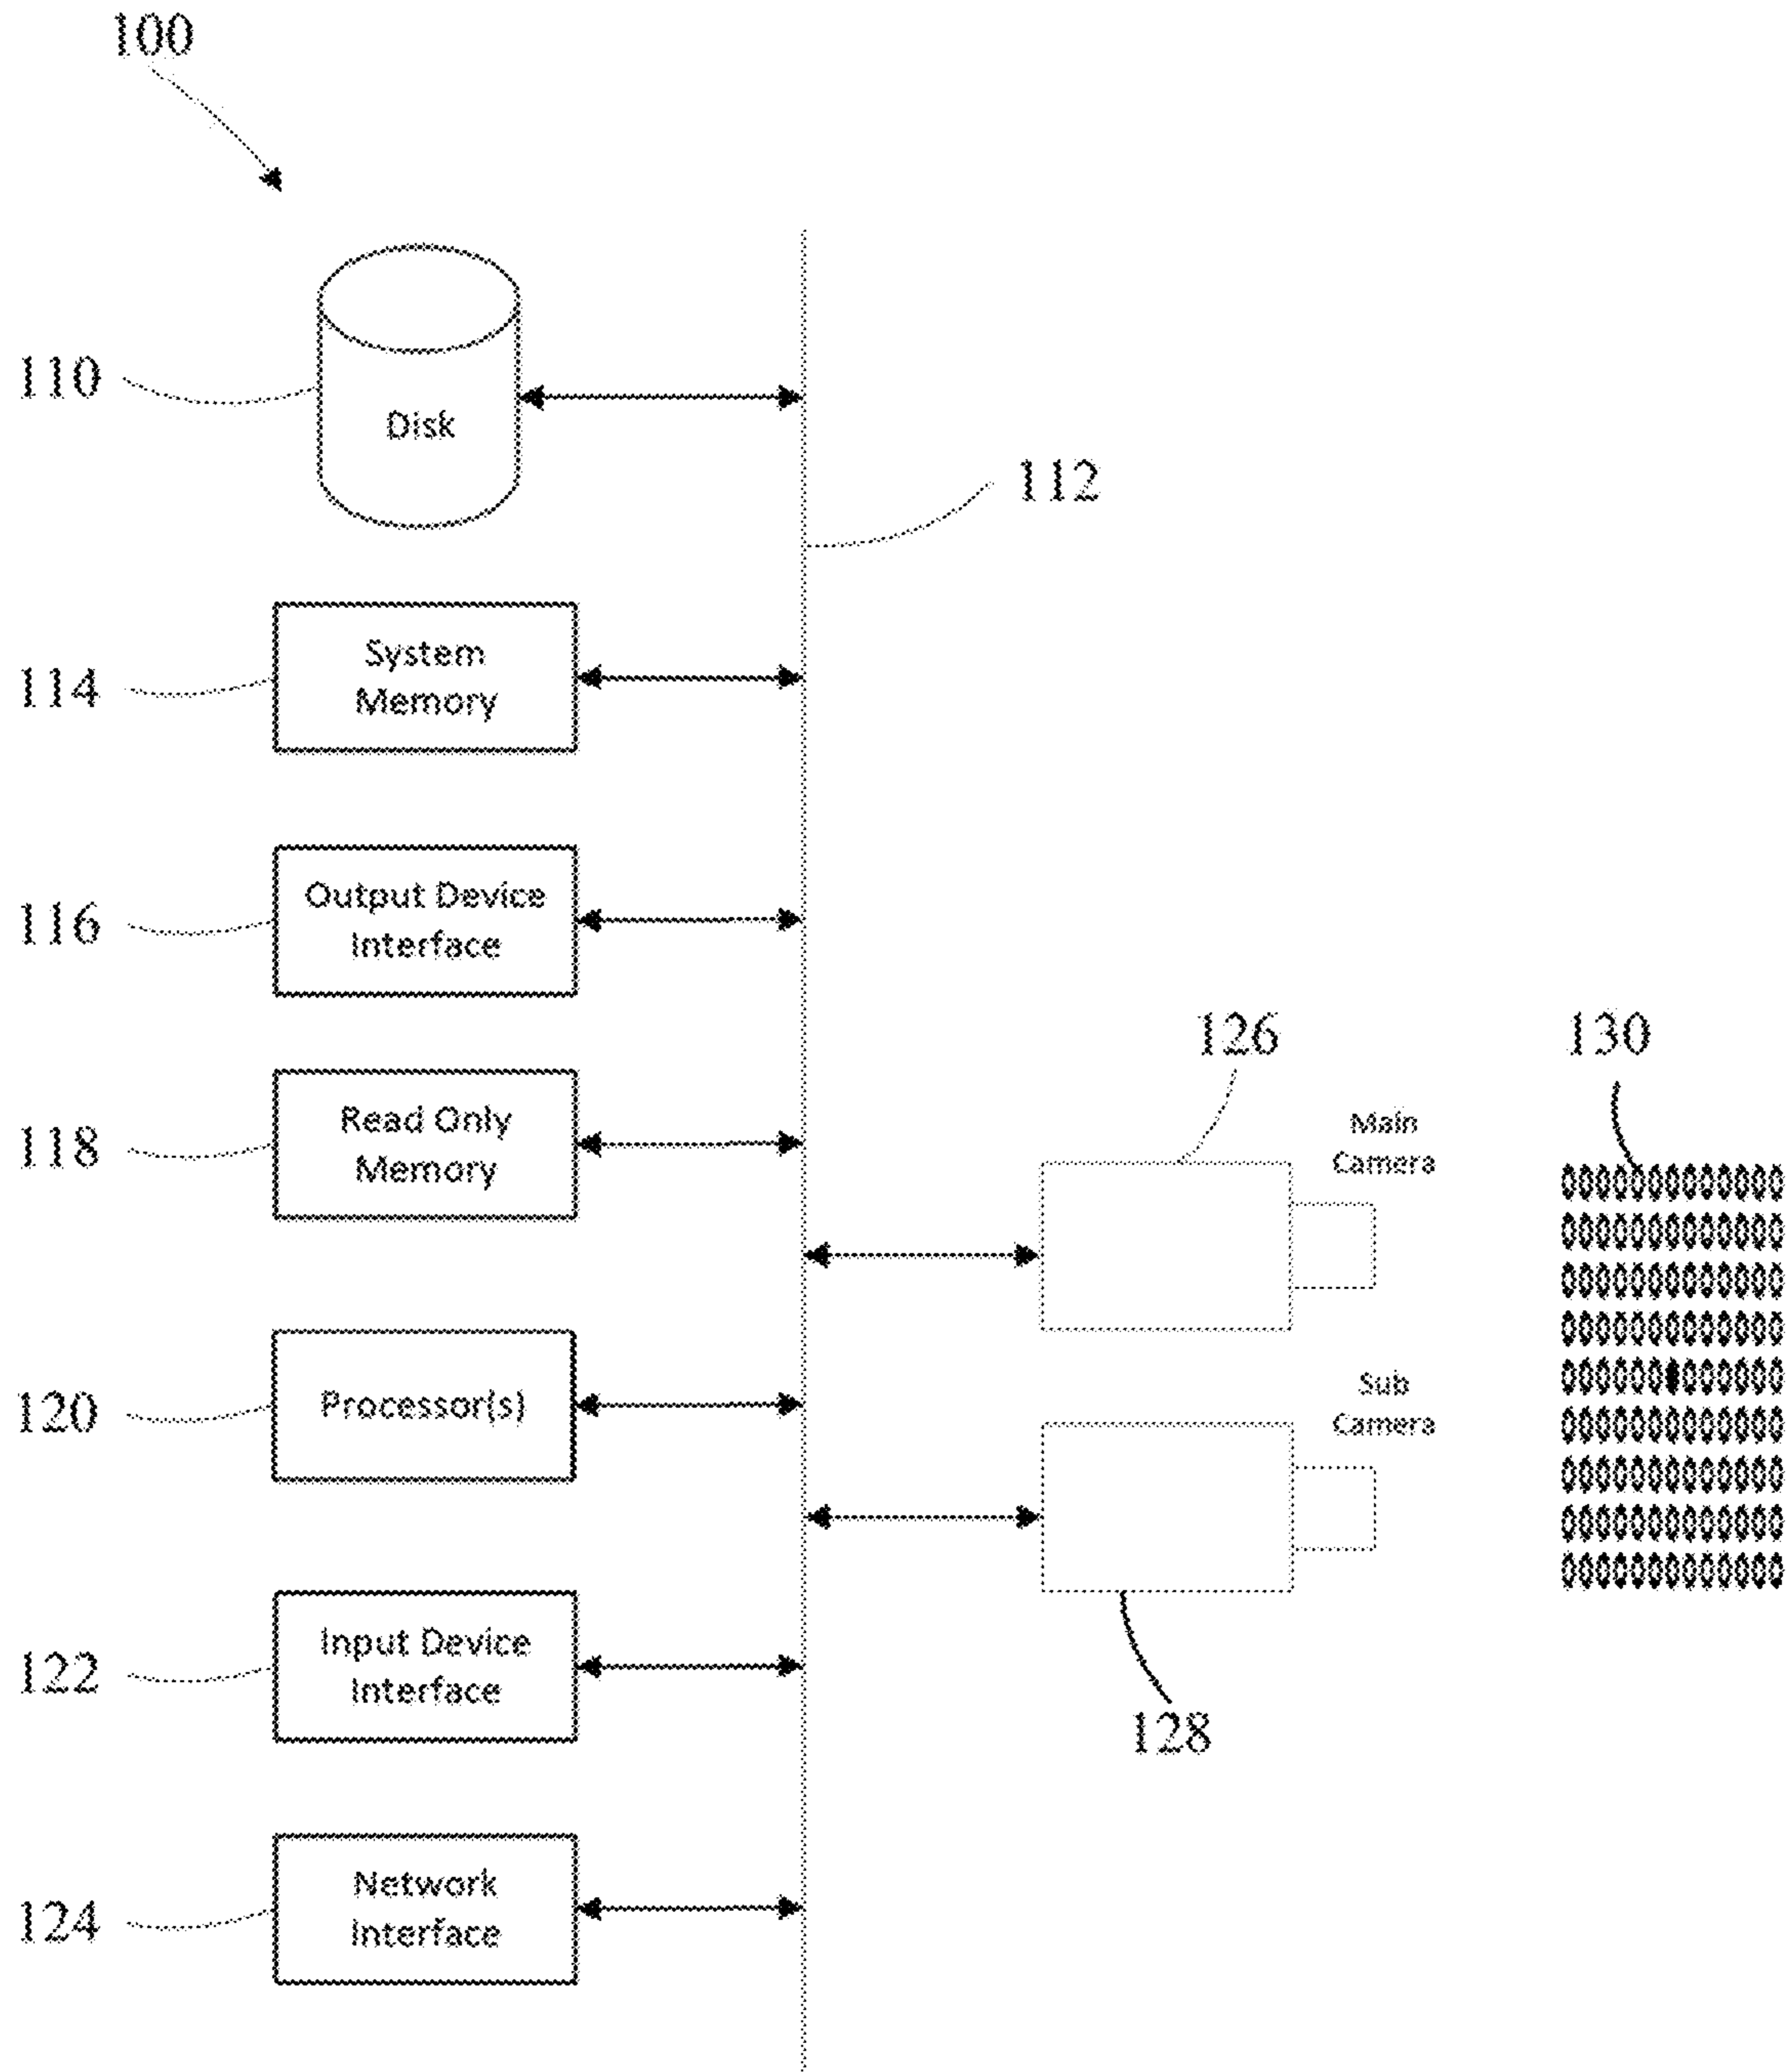 100
110
Disk
112
114
System
Memory
116
Output Device
Interface
118
Read Only
Memory
126
130
Main
Camera
120
Processor(s)
Sub
Camera
122
Input Device
Interface
128
124
Network
Interface